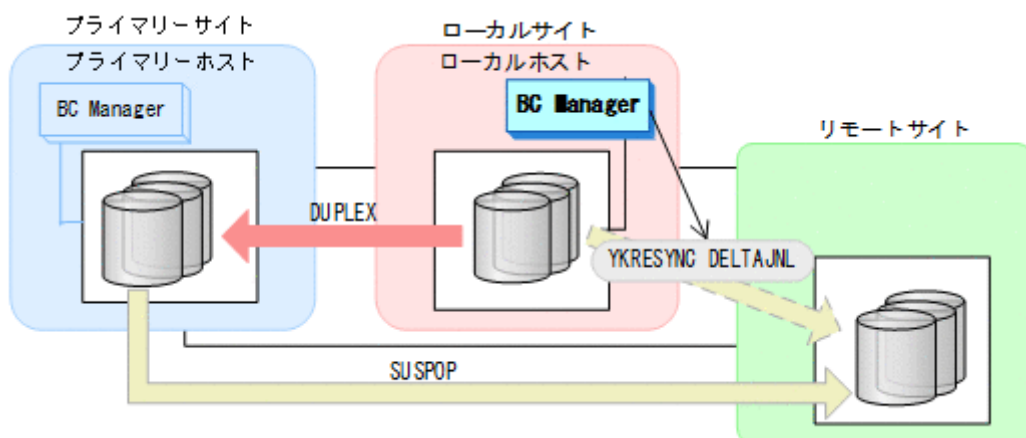 プライマリーサイト
プライマリーホスト
BC Manager
ローカルサイト
ローカルホスト
BC Manager
リモートサイト
DUPLEX
YKRESYNC DELTAJNL
SUSPOP